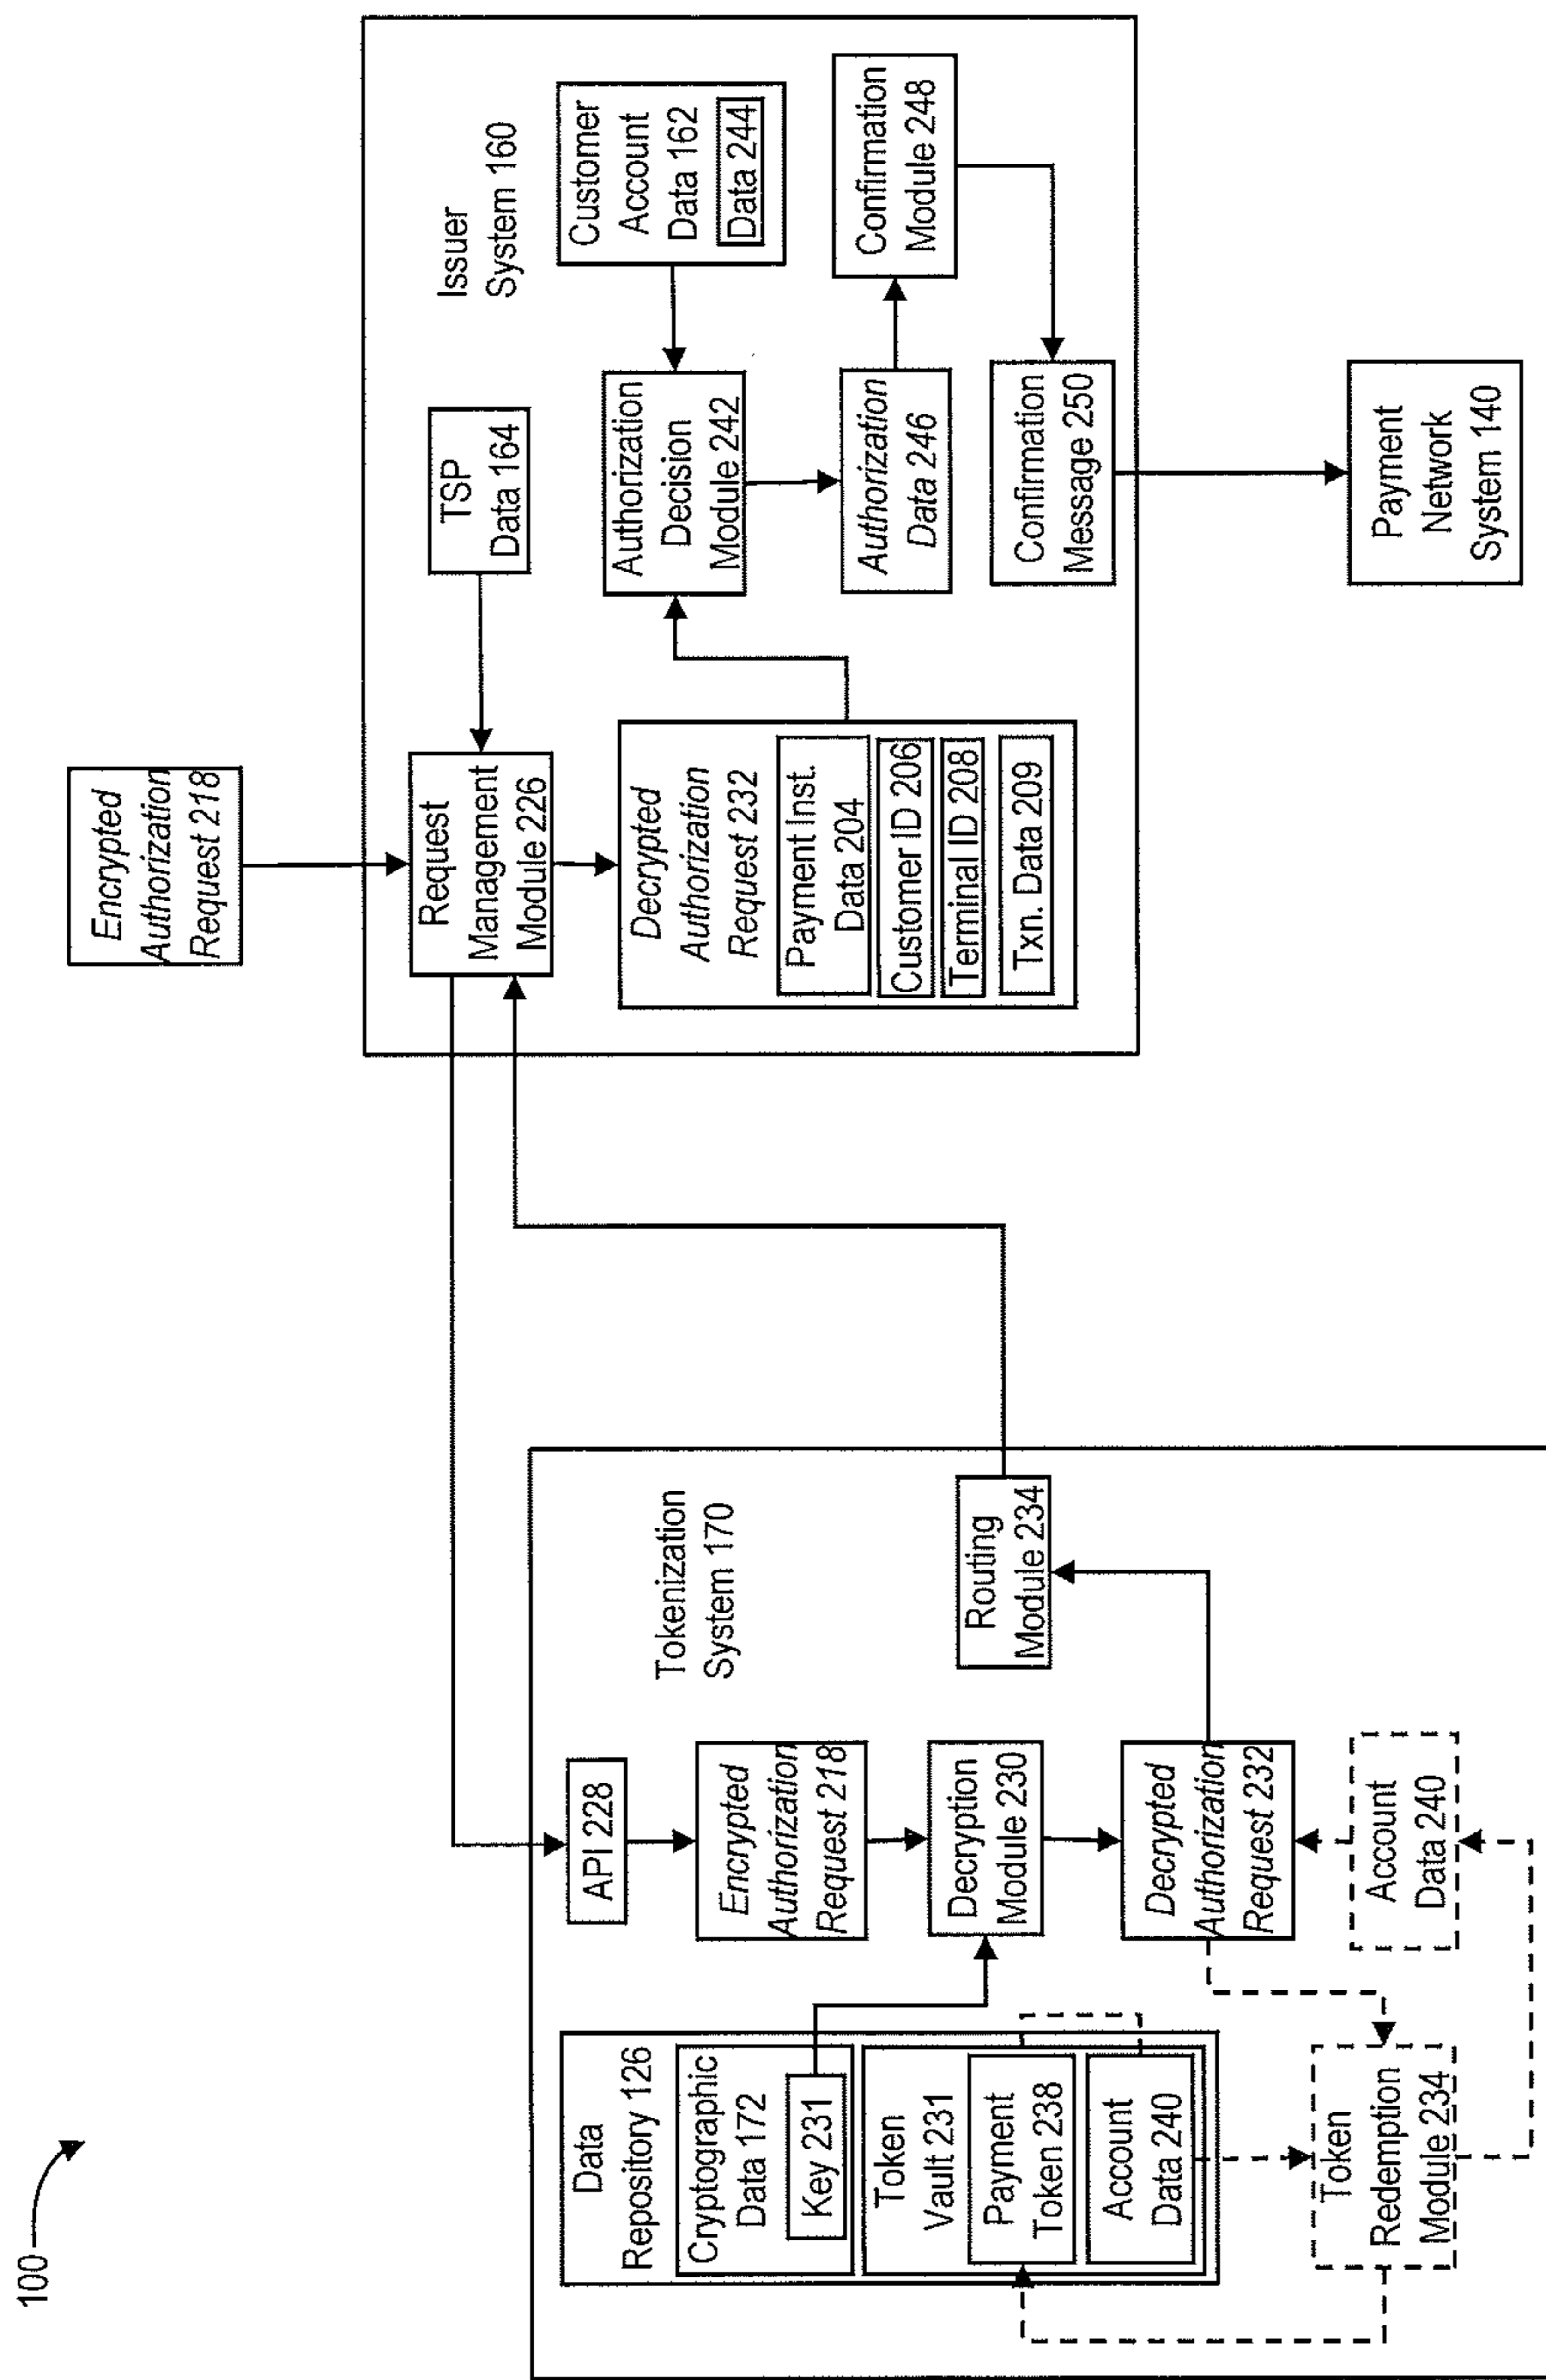 100
Encrypted
Authorization
Request 218
Issuer
System 160
Request
Management
Module 226
TSP
Data 164
Decrypted
Authorization
Request 232
Payment Inst.
Data 204
Customer ID 206
Terminal ID 208
Txn. Data 209
Authorization
Decision
Module 242
Customer
Account
Data 162
Data 244
Authorization
Data 246
Confirmation
Module 248
Confirmation
Message 250
Payment
Network
System 140
Tokenization
System 170
Data
Repository 126
Cryptographic
Data 172
Key 231
Token
Vault 231
Payment
Token 238
Account
Data 240
API 228
Encrypted
Authorization
Request 218
Decryption
Module 230
Decrypted
Authorization
Request 232
Routing
Module 234
Token
Redemption
Module 234
Account
Data 240